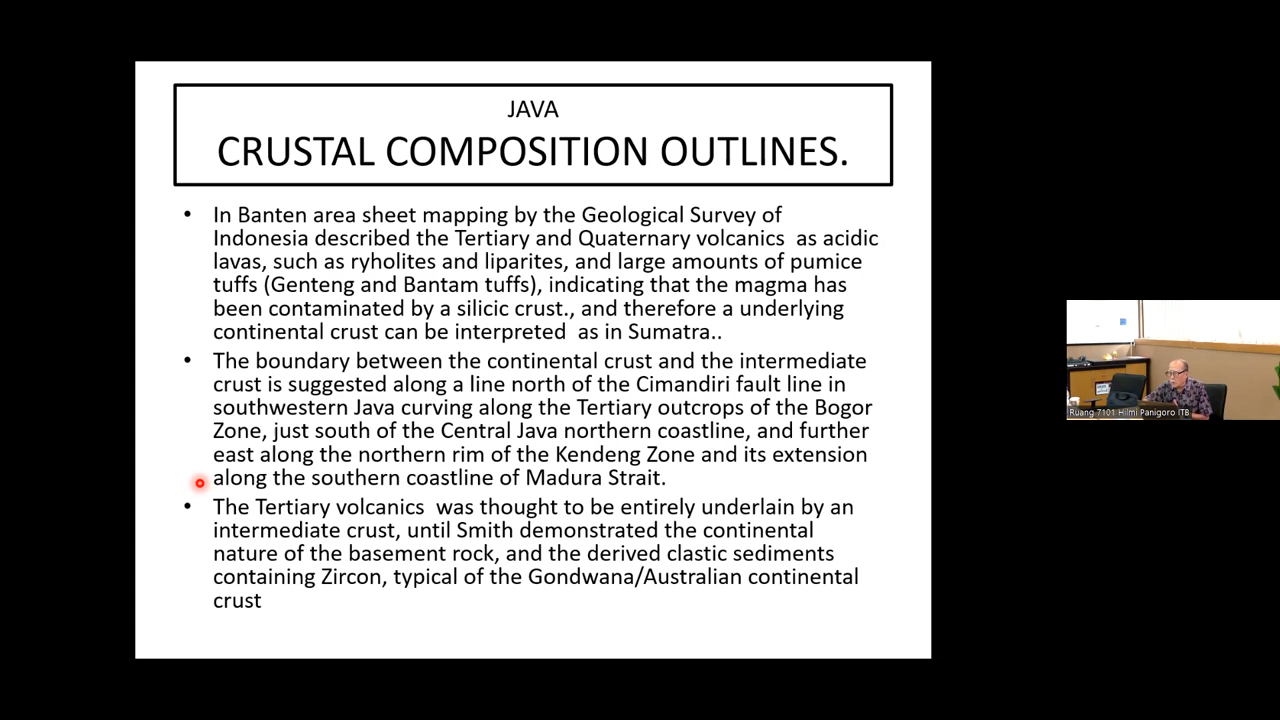 JAVA
CRUSTAL COMPOSITION OUTLINES.
• In Banten area sheet mapping by the Geological Survey of
Indonesia described the Tertiary and Quaternary volcanics as acidic
lavas, such as ryholites and liparites, and large amounts of pumice
tuffs (Genteng and Bantam tuffs), indicating that the magma has
been contaminated by a silicic crust., and therefore a underlying
continental crust can be interpreted as in Sumatra..
• The boundary between the continental crust and the intermediate
crust is suggested along a line north of the Cimandiri fault line in
southwestern Java curving along the Tertiary outcrops of the Bogor
Zone, just south of the Central Java northern coastline, and further
east along the northern rim of the Kendeng Zone and its extension
along the southern coastline of Madura Strait.
• The Tertiary volcanics was thought to be entirely underlain by an
intermediate crust, until Smith demonstrated the continental
nature of the basement rock, and the derived clastic sediments
containing Zircon, typical of the Gondwana/Australian continental
crust
Ruang 7101 Hilmi Panigoro ITB